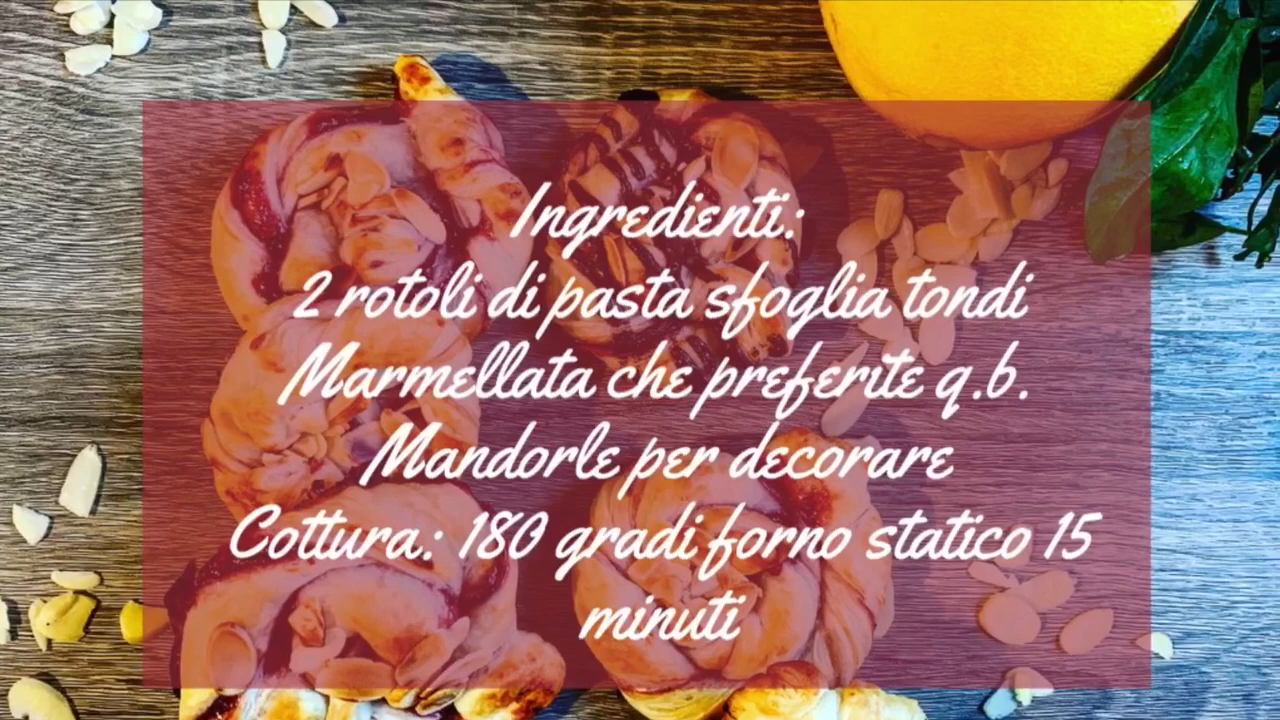 Ingredienti:
2 rotoli di pasta sfoglia tondi
Marmellata che preferite q.b.
Mandorle per decorare
Cottura: 180 gradi forno statico 15
minuti